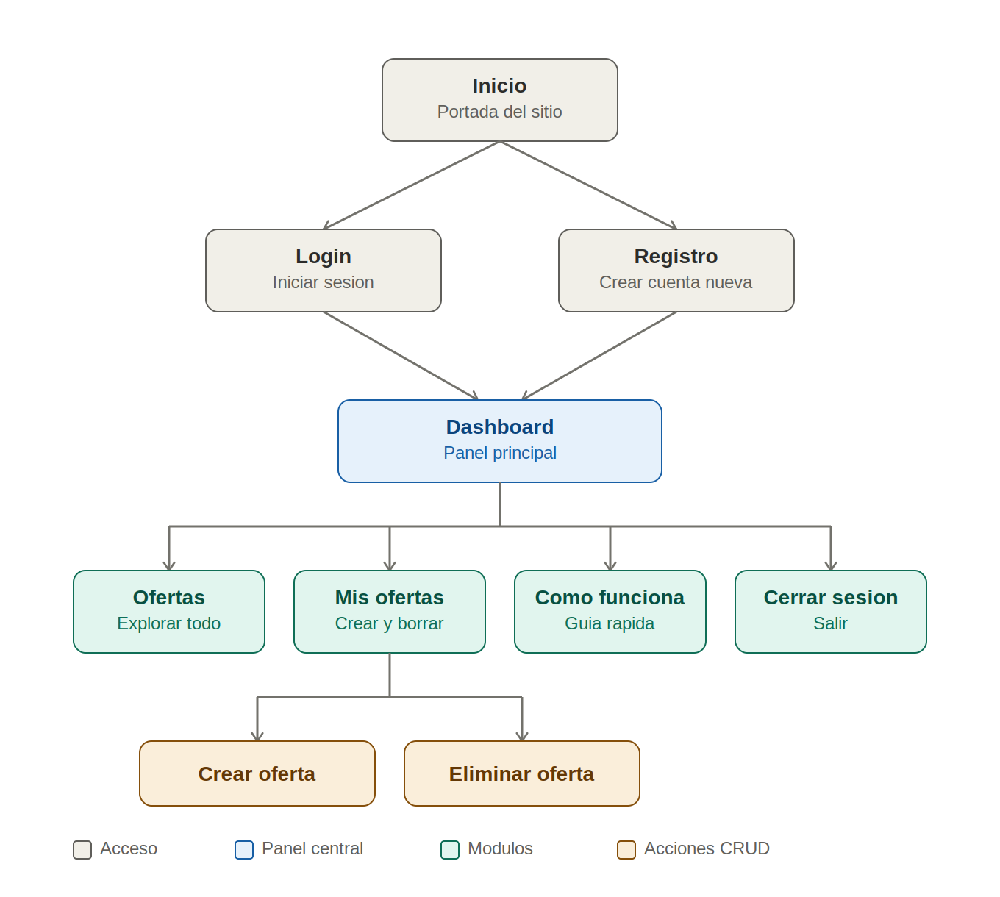 Inicio
Portada del sitio
Login
Iniciar sesion
Registro
Crear cuenta nueva
Dashboard
Panel principal
Ofertas
Explorar todo
Mis ofertas
Crear y borrar
Como funciona
Guia rapida
Cerrar sesion
Salir
Crear oferta
Eliminar oferta
Acceso
Panel central
Modulos
Acciones CRUD